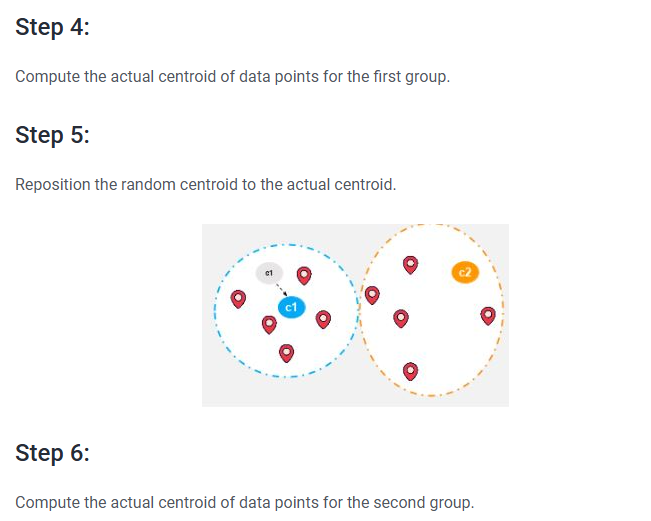 Step 4:
Compute the actual centroid of data points for the first group.
Step 5:
Reposition the random centroid to the actual centroid.
c1
c2
c1
Step 6:
Compute the actual centroid of data points for the second group.